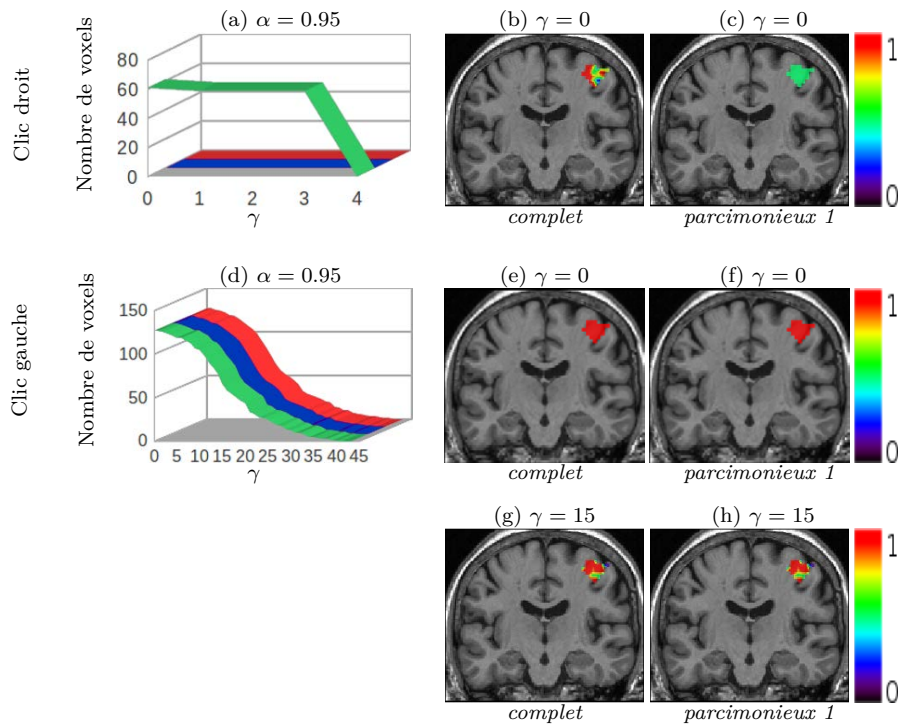 (a) α = 0.95
(b) γ = 0
(c) γ = 0
Clic droit
Nombre de voxels
80
60
40
20
0
0 1 2 3 4
γ
complet
parcimonieux 1
1
0
(d) α = 0.95
(e) γ = 0
(f) γ = 0
Clic gauche
Nombre de voxels
150
100
50
0
0 5 10 15 20 25 30 35 40 45
γ
complet
parcimonieux 1
1
0
(g) γ = 15
(h) γ = 15
complet
parcimonieux 1
1
0